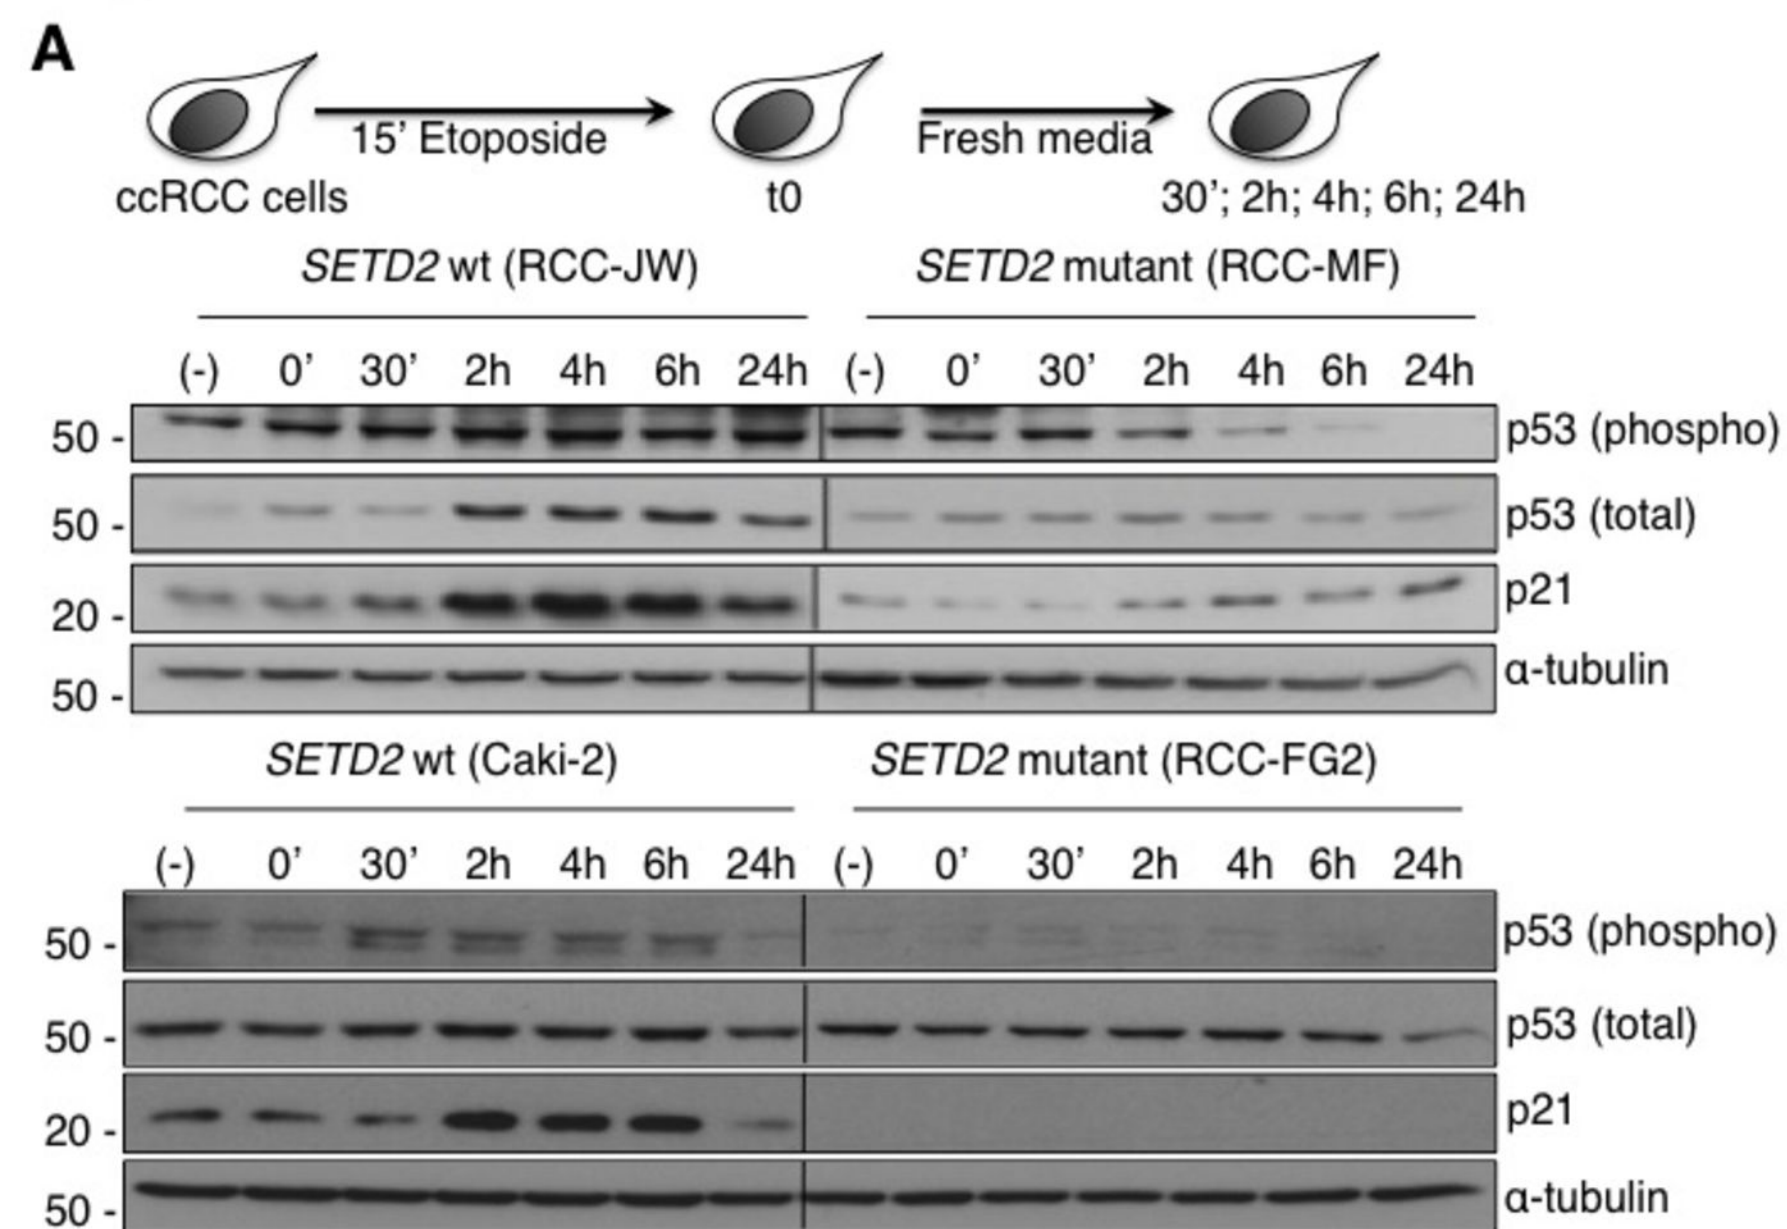 A
15’ Etoposide
Fresh media
ccRCC cells
t0
30’; 2h; 4h; 6h; 24h
SETD2 wt (RCC-JW)
SETD2 mutant (RCC-MF)
(-) 0’ 30’ 2h 4h 6h 24h (-) 0’ 30’ 2h 4h 6h 24h
50 - p53 (phospho)
50 - p53 (total)
20 - p21
50 - α-tubulin
SETD2 wt (Caki-2)
SETD2 mutant (RCC-FG2)
(-) 0’ 30’ 2h 4h 6h 24h (-) 0’ 30’ 2h 4h 6h 24h
50 - p53 (phospho)
50 - p53 (total)
20 - p21
50 - α-tubulin